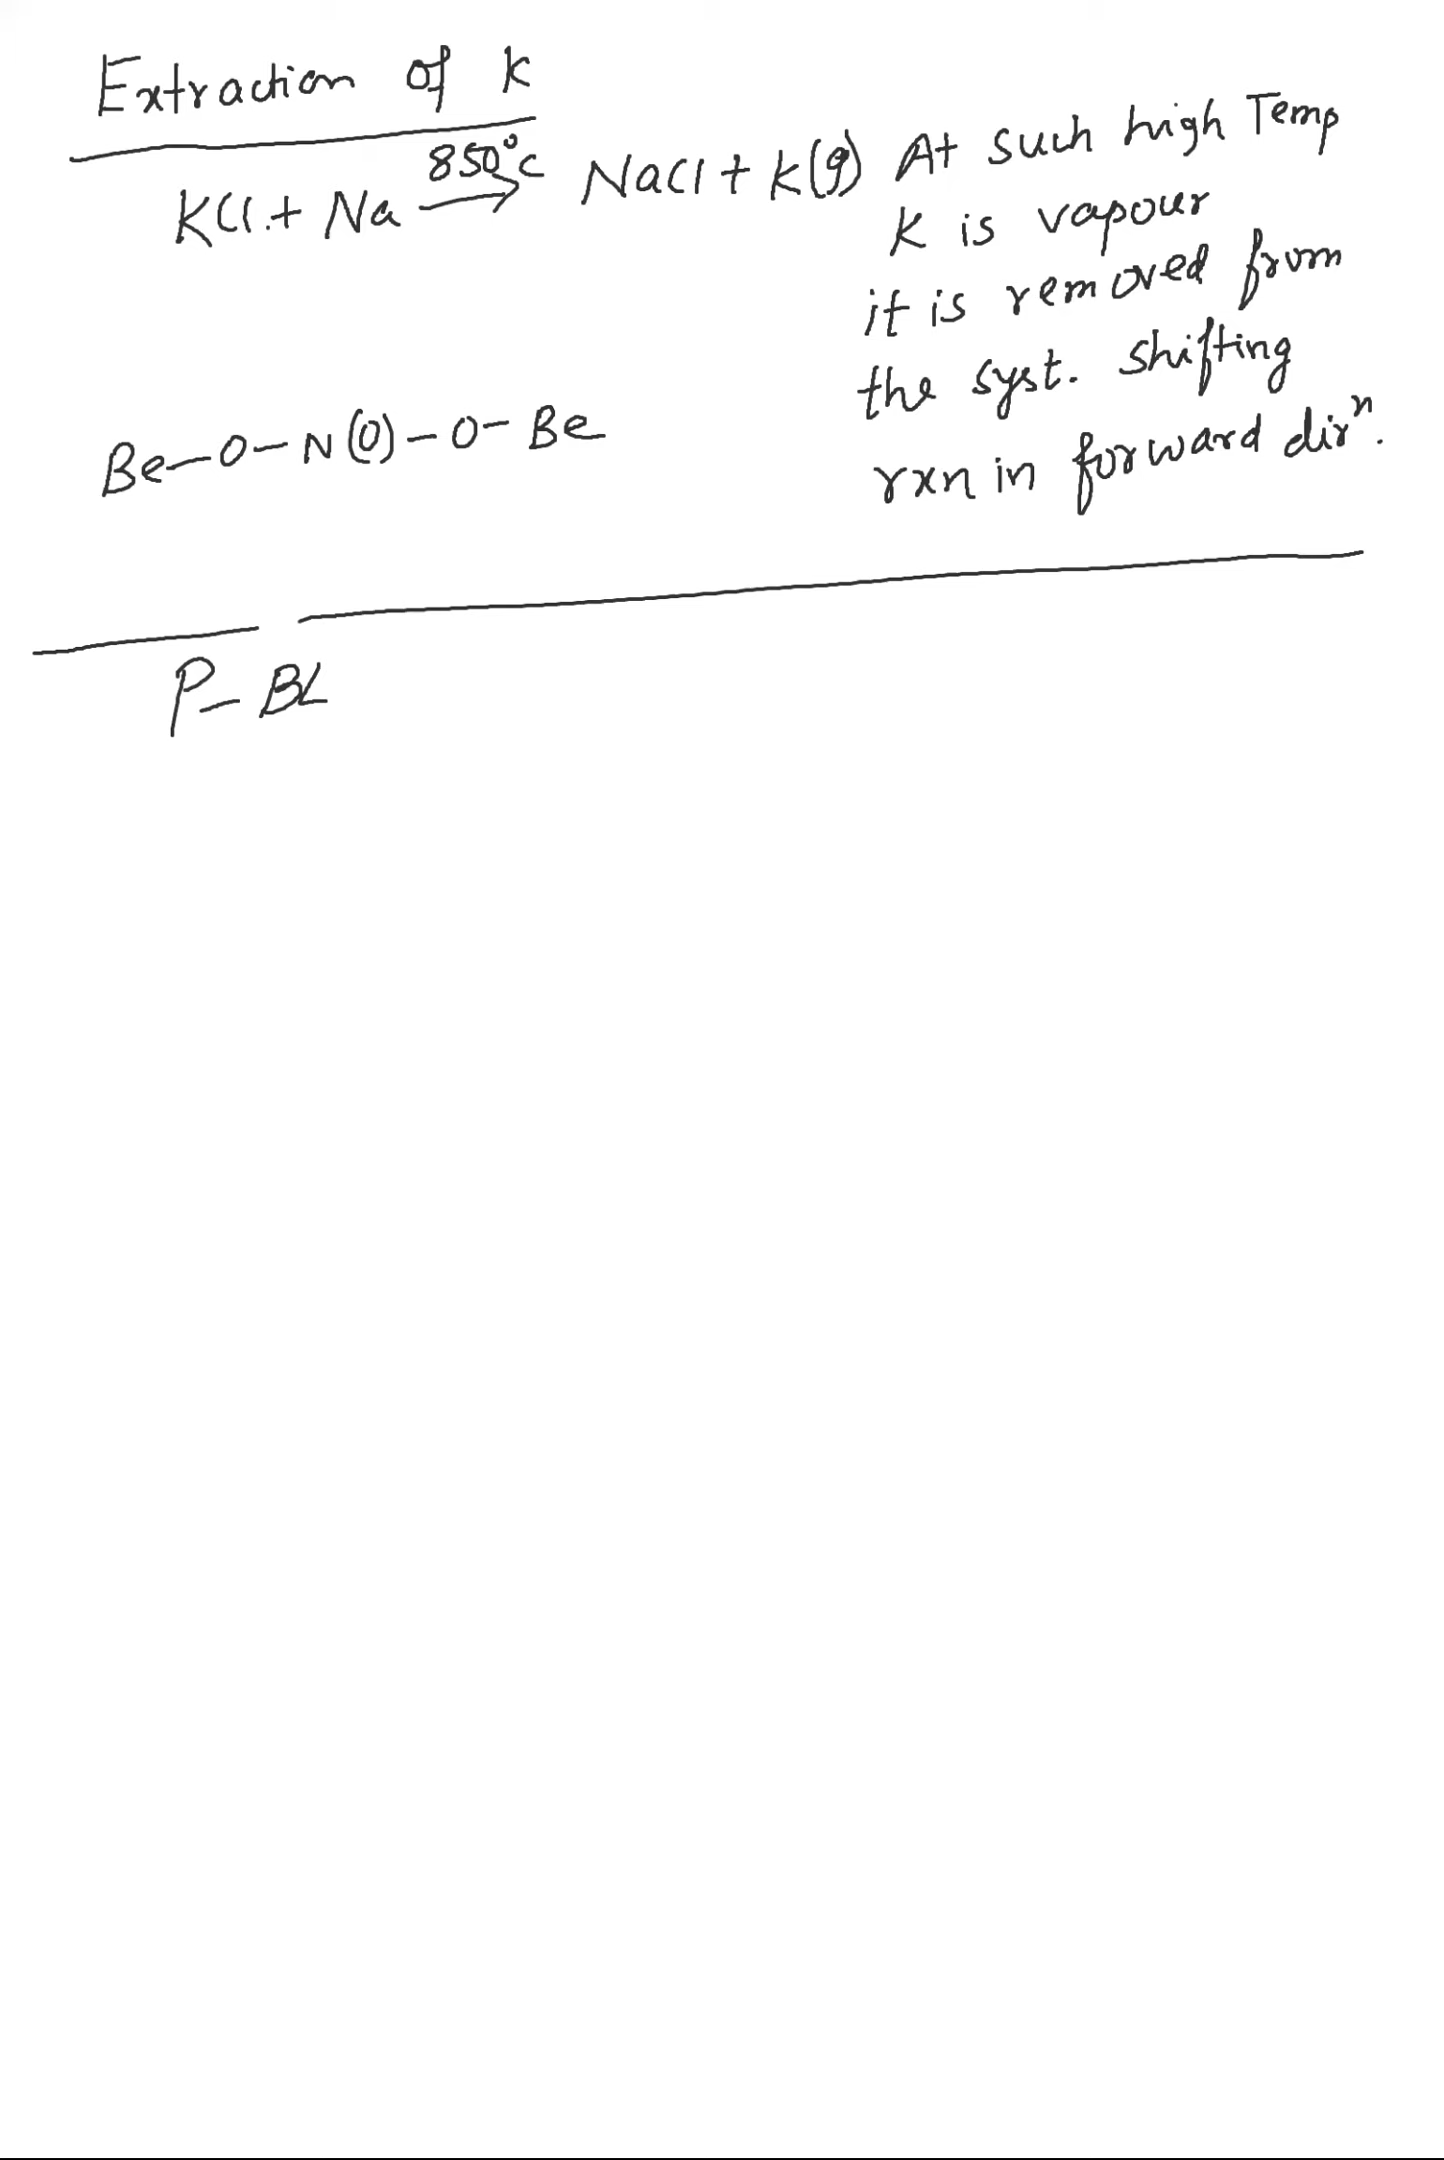 Extraction of K
KCl + Na 850°C → NaCl + K(g)
At such high Temp
K is vapour
it is removed from
the syst. shifting
rxn in forward dirⁿ.
Be-O-N(O)-O-Be
P-BL